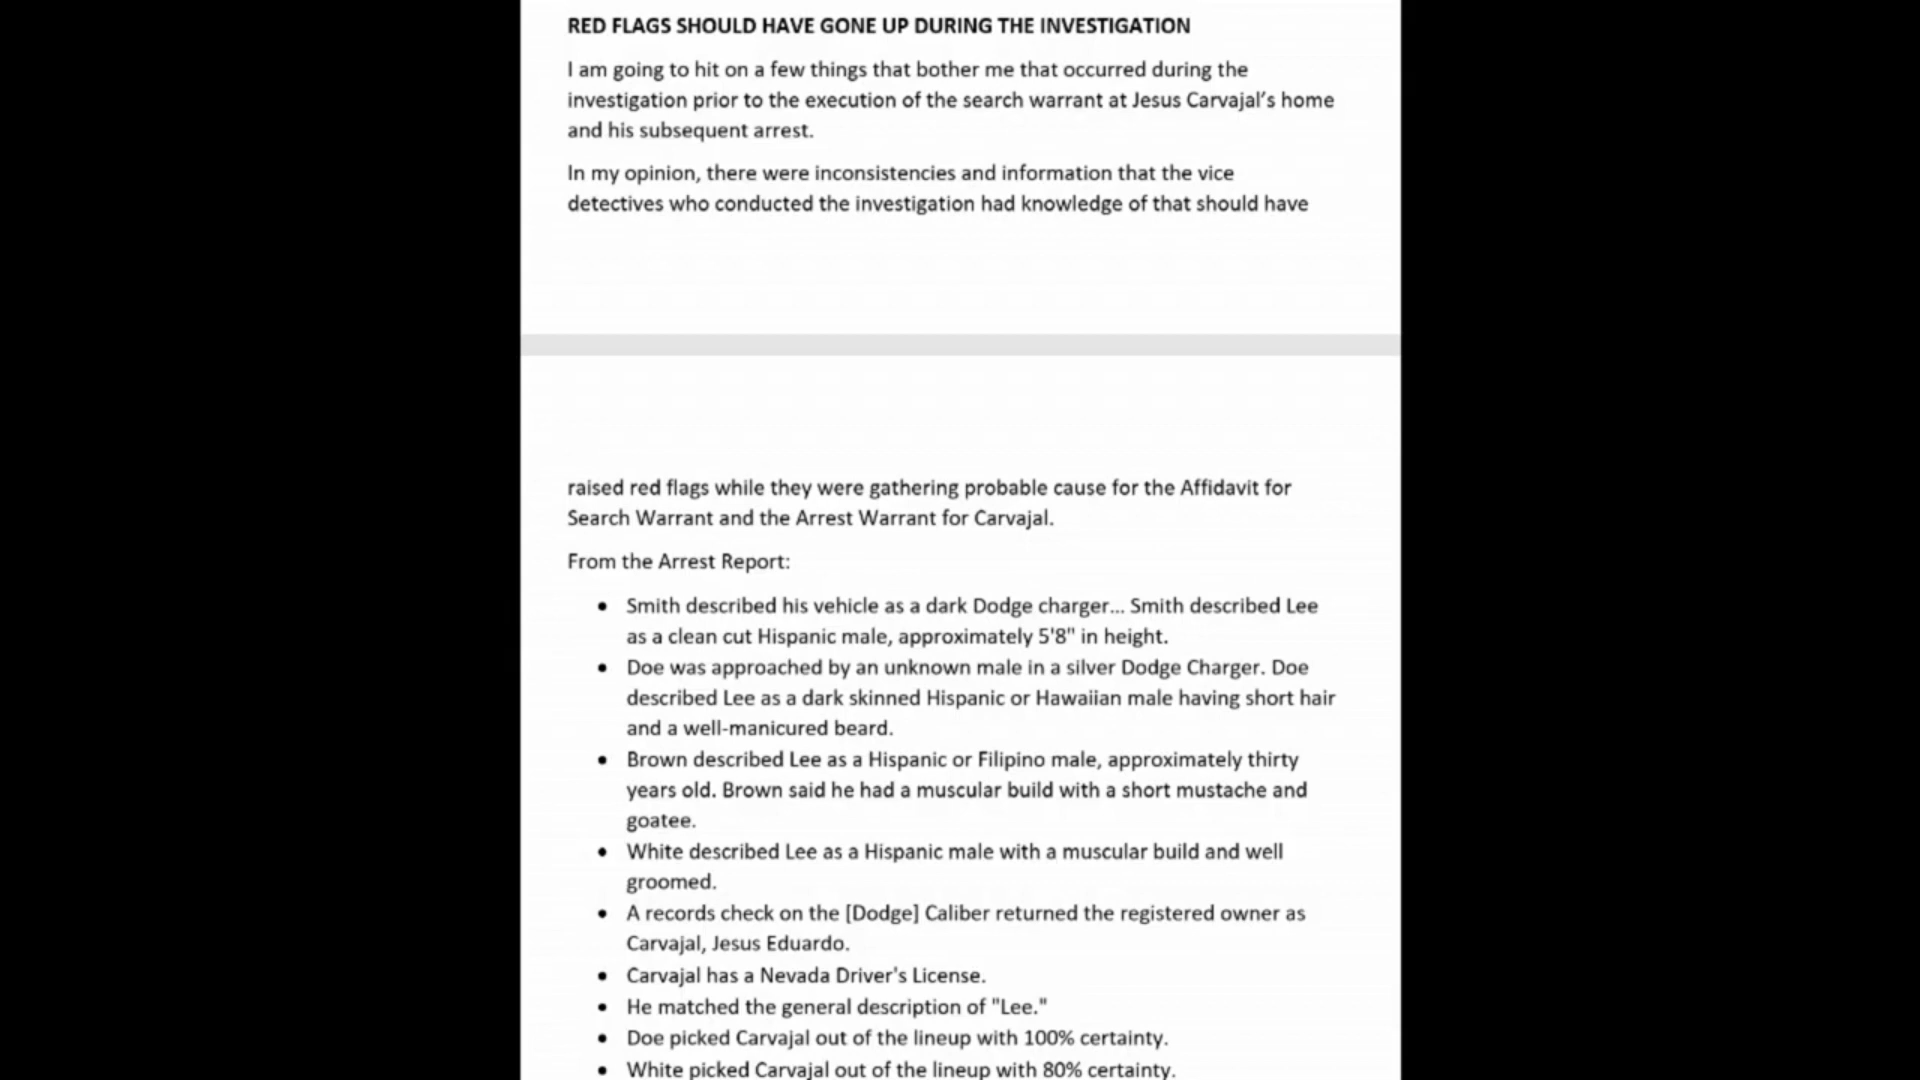 RED FLAGS SHOULD HAVE GONE UP DURING THE INVESTIGATION
I am going to hit on a few things that bother me that occurred during the
investigation prior to the execution of the search warrant at Jesus Carvajal’s home
and his subsequent arrest.
In my opinion, there were inconsistencies and information that the vice
detectives who conducted the investigation had knowledge of that should have
raised red flags while they were gathering probable cause for the Affidavit for
Search Warrant and the Arrest Warrant for Carvajal.
From the Arrest Report:
• Smith described his vehicle as a dark Dodge charger... Smith described Lee
as a clean cut Hispanic male, approximately 5'8" in height.
• Doe was approached by an unknown male in a silver Dodge Charger. Doe
described Lee as a dark skinned Hispanic or Hawaiian male having short hair
and a well-manicured beard.
• Brown described Lee as a Hispanic or Filipino male, approximately thirty
years old. Brown said he had a muscular build with a short mustache and
goatee.
• White described Lee as a Hispanic male with a muscular build and well
groomed.
• A records check on the [Dodge] Caliber returned the registered owner as
Carvajal, Jesus Eduardo.
• Carvajal has a Nevada Driver's License.
• He matched the general description of "Lee."
• Doe picked Carvajal out of the lineup with 100% certainty.
• White picked Carvajal out of the lineup with 80% certainty.